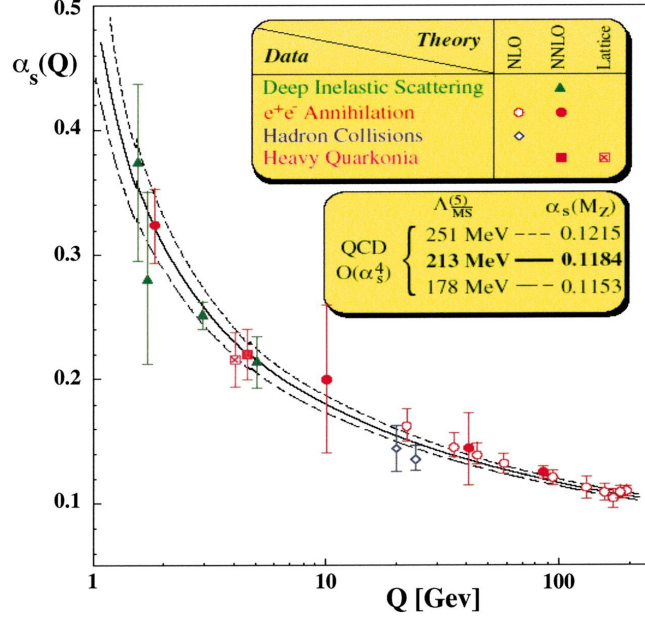 0.5
αs(Q)
0.4
0.3
0.2
0.1
Data
Theory
NLO
NNLO
Lattice
Deep Inelastic Scattering
e+e- Annihilation
Hadron Collisions
Heavy Quarkonia
Λ(5)MS αs(MZ)
QCD
O(αs4)
251 MeV 0.1215
213 MeV 0.1184
178 MeV 0.1153
1 10 100
Q [Gev]